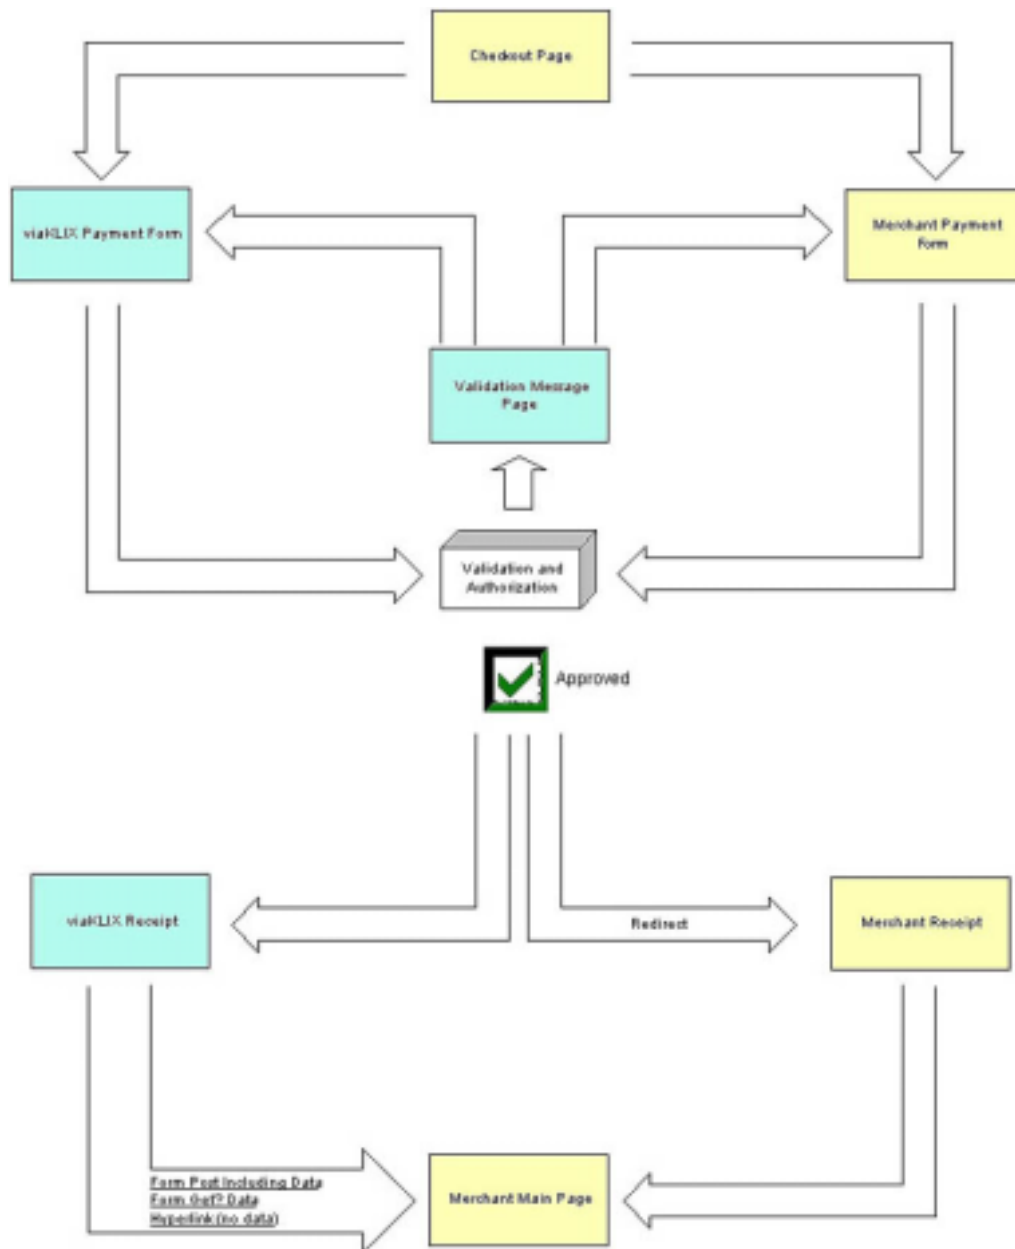 Checkout Page
viaKLIX Payment Form
Merchant Payment
Form
Validation Message
Page
Validation and
Authorization
Approved
viaKLIX Receipt
Redirect
Merchant Receipt
Form Post Including Data
Form Get? Data
Hyperlink (no data)
Merchant Main Page